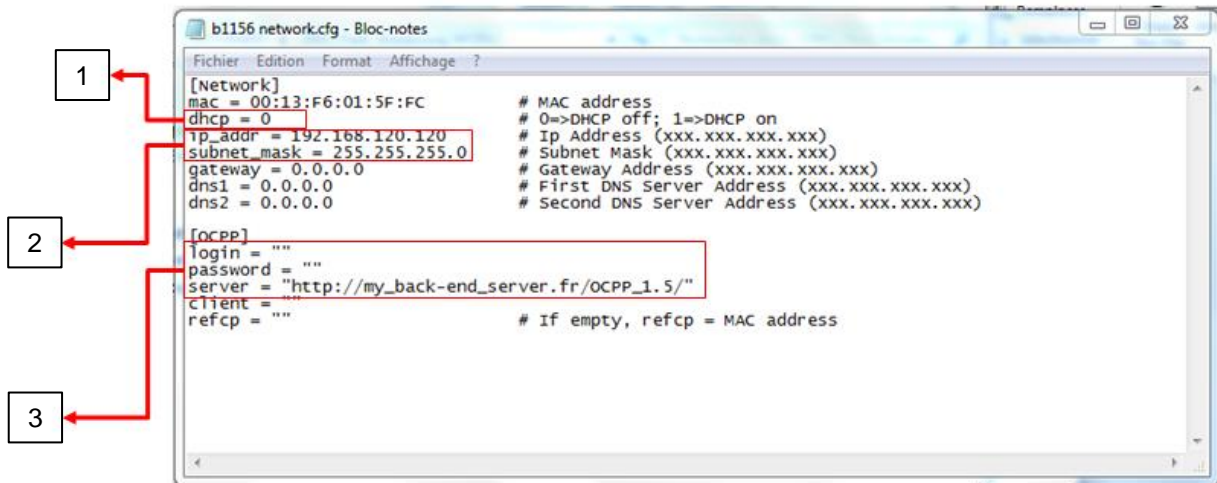 b1156 network.cfg - Bloc-notes
Fichier Edition Format Affichage ?
1
[Network]
mac = 00:13:F6:01:5F:FC # MAC address
dhcp = 0 # 0=>DHCP off; 1=>DHCP on
ip_addr = 192.168.120.120 # Ip Address (xxx.xxx.xxx.xxx)
subnet_mask = 255.255.255.0 # Subnet Mask (xxx.xxx.xxx.xxx)
gateway = 0.0.0.0 # Gateway Address (xxx.xxx.xxx.xxx)
dns1 = 0.0.0.0 # First DNS Server Address (xxx.xxx.xxx.xxx)
dns2 = 0.0.0.0 # Second DNS Server Address (xxx.xxx.xxx.xxx)
2
[OCPP]
login = ""
password = ""
server = "http://my_back-end_server.fr/OCPP_1.5/"
client = ""
refcp = "" # If empty, refcp = MAC address
3